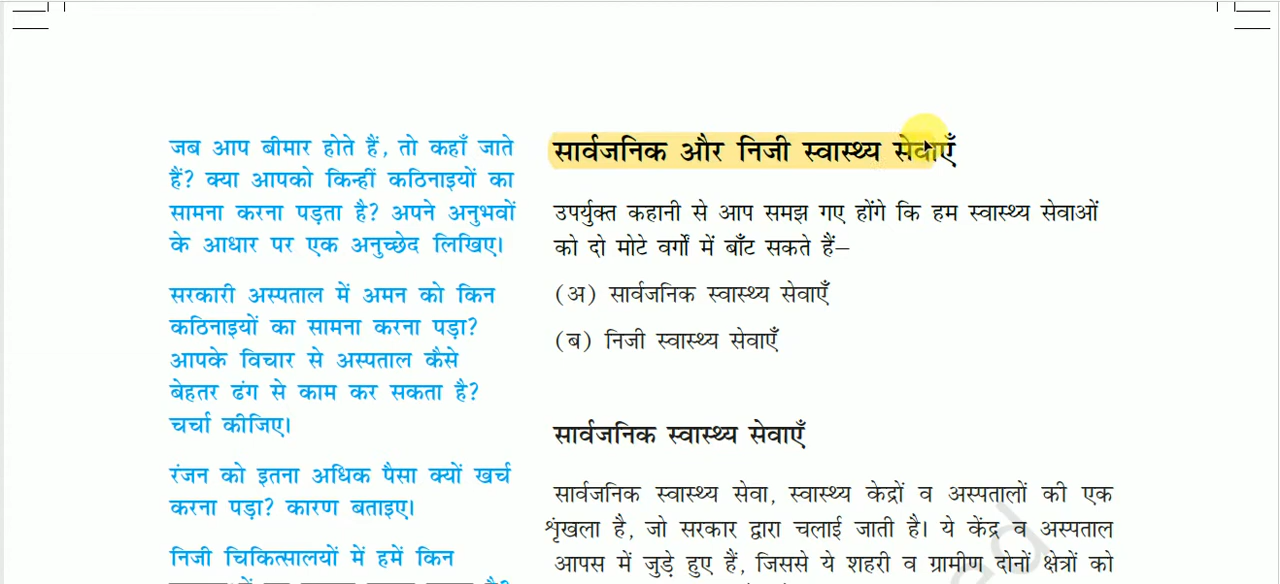 जब आप बीमार होते हैं, तो कहाँ जाते
हैं? क्या आपको किन्हीं कठिनाइयों का
सामना करना पड़ता है? अपने अनुभवों
के आधार पर एक अनुच्छेद लिखिए।
सरकारी अस्पताल में अमन को किन
कठिनाइयों का सामना करना पड़ा?
आपके विचार से अस्पताल कैसे
बेहतर ढंग से काम कर सकता है?
चर्चा कीजिए।
रंजन को इतना अधिक पैसा क्यों खर्च
करना पड़ा? कारण बताइए।
निजी चिकित्सालयों में हमें किन
सार्वजनिक और निजी स्वास्थ्य सेवाएँ
उपर्युक्त कहानी से आप समझ गए होंगे कि हम स्वास्थ्य सेवाओं
को दो मोटे वर्गों में बाँट सकते हैं–
(अ) सार्वजनिक स्वास्थ्य सेवाएँ
(ब) निजी स्वास्थ्य सेवाएँ
सार्वजनिक स्वास्थ्य सेवाएँ
सार्वजनिक स्वास्थ्य सेवा, स्वास्थ्य केद्रों व अस्पतालों की एक
शृंखला है, जो सरकार द्वारा चलाई जाती है। ये केंद्र व अस्पताल
आपस में जुड़े हुए हैं, जिससे ये शहरी व ग्रामीण दोनों क्षेत्रों को